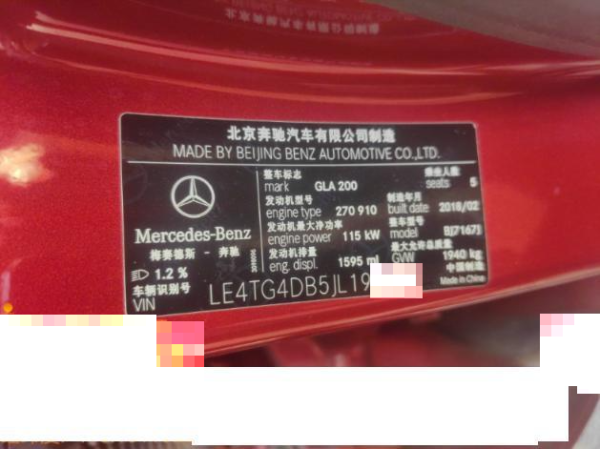 北京奔驰汽车有限公司制造
MADE BY BEIJING BENZ AUTOMOTIVE CO.,LTD.
整车标志 乘坐人数
mark GLA 200 seats 5
发动机型号 制造年月
engine type 270 910 built date 2018/02
发动机最大净功率 整车型号
engine power 115 kW model BJ7167J
发动机排量 最大允许总质量
eng. displ. 1595 ml GVW 1940 kg
Mercedes-Benz
梅赛德斯 - 奔驰
1.2 %
中国制造
Made in China
车辆识别号
VIN LE4TG4DB5JL19